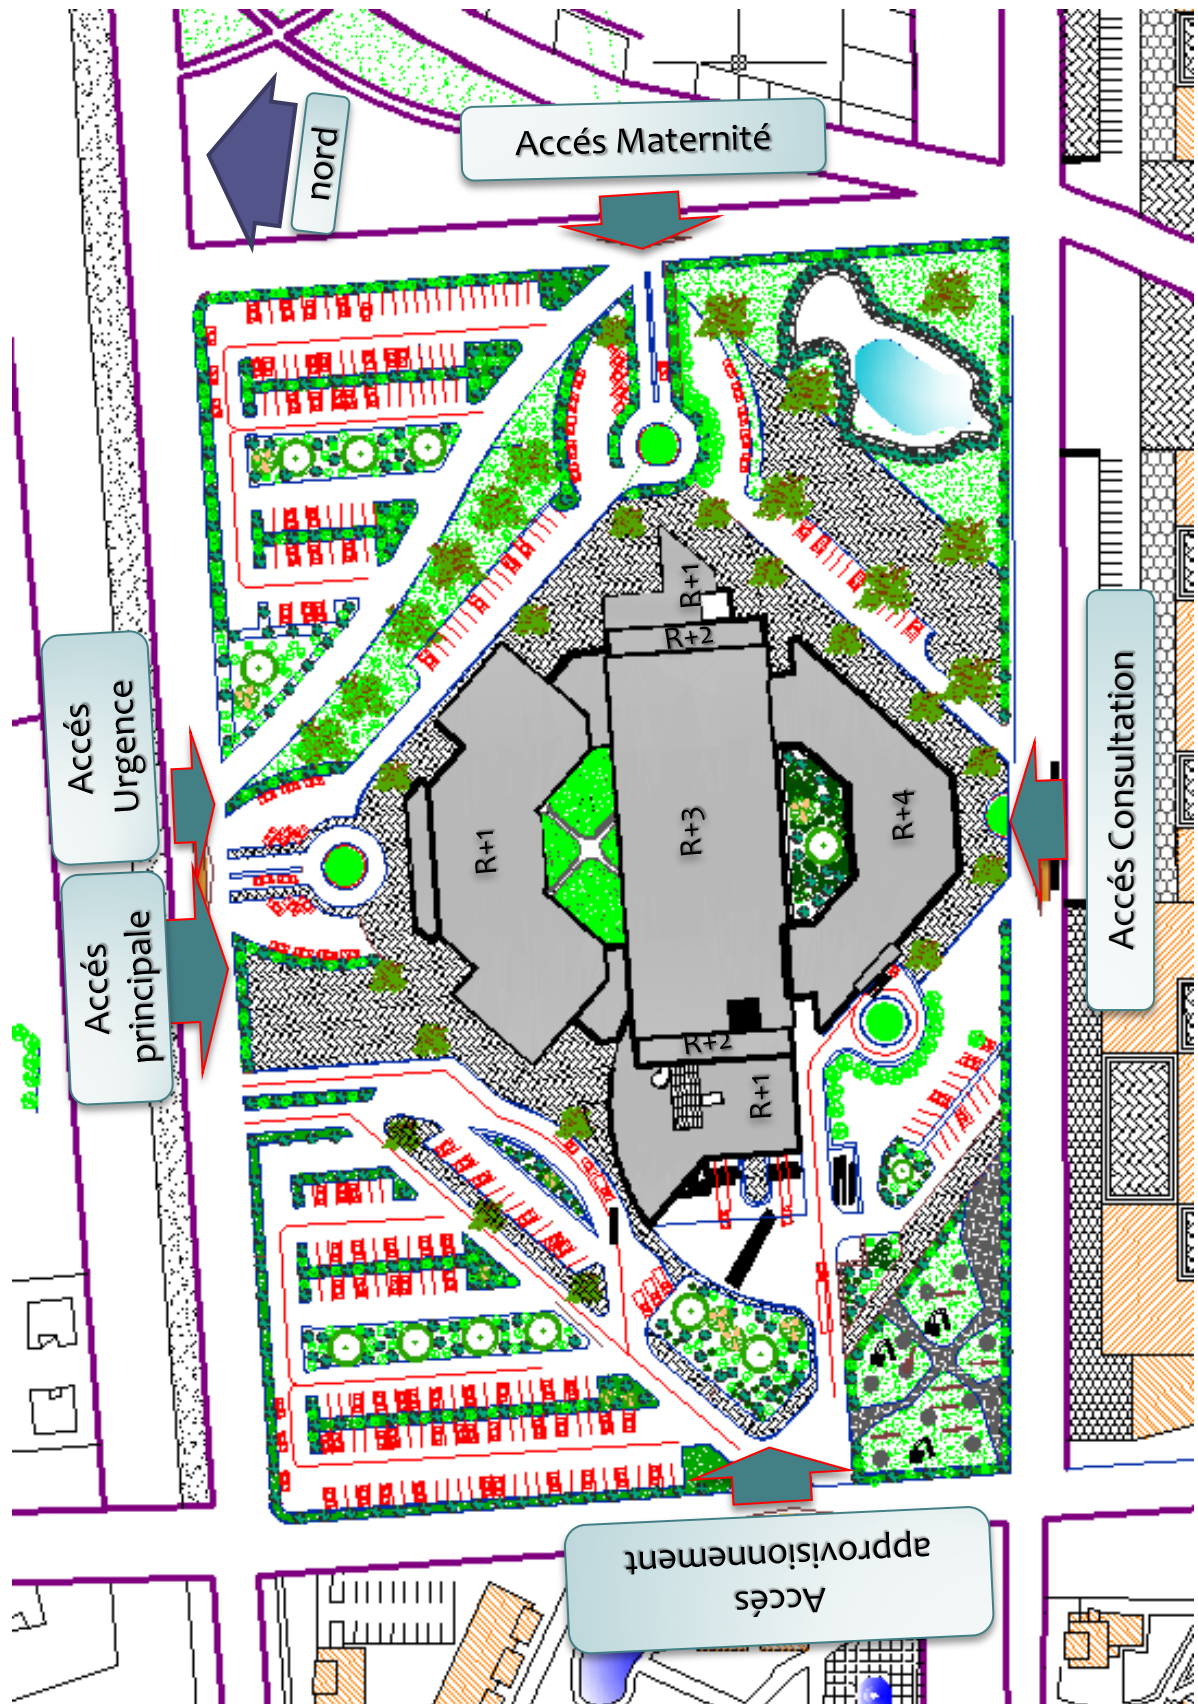 nord
Accés Maternité
Accés
Urgence
Accés
principale
Accés Consultation
Accés
approvisionnement
R+1
R+2
R+1
R+3
R+4
R+2
R+1